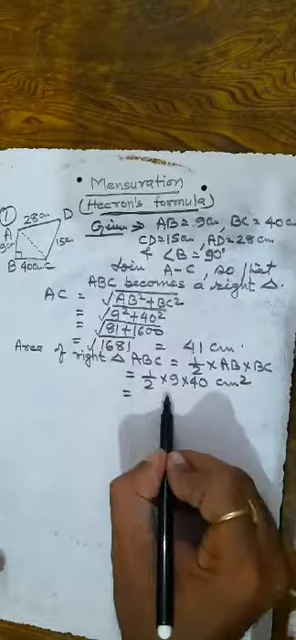 • Mensuration •
(Heeron's formula)
① 28cm D
A
9cm 15cm
B 40cm C
Given ⇒ AB = 9cm, BC = 40cm
CD = 15cm, AD = 28cm
& ∠B = 90°
Join A-C, so that
ABC becomes a right △.
AC = √AB² + BC²
= √9² + 40²
= √81 + 1600
= √1681 = 41 cm.
Area of right △ ABC = 1/2 × AB × BC
= 1/2 × 9 × 40 cm²
=